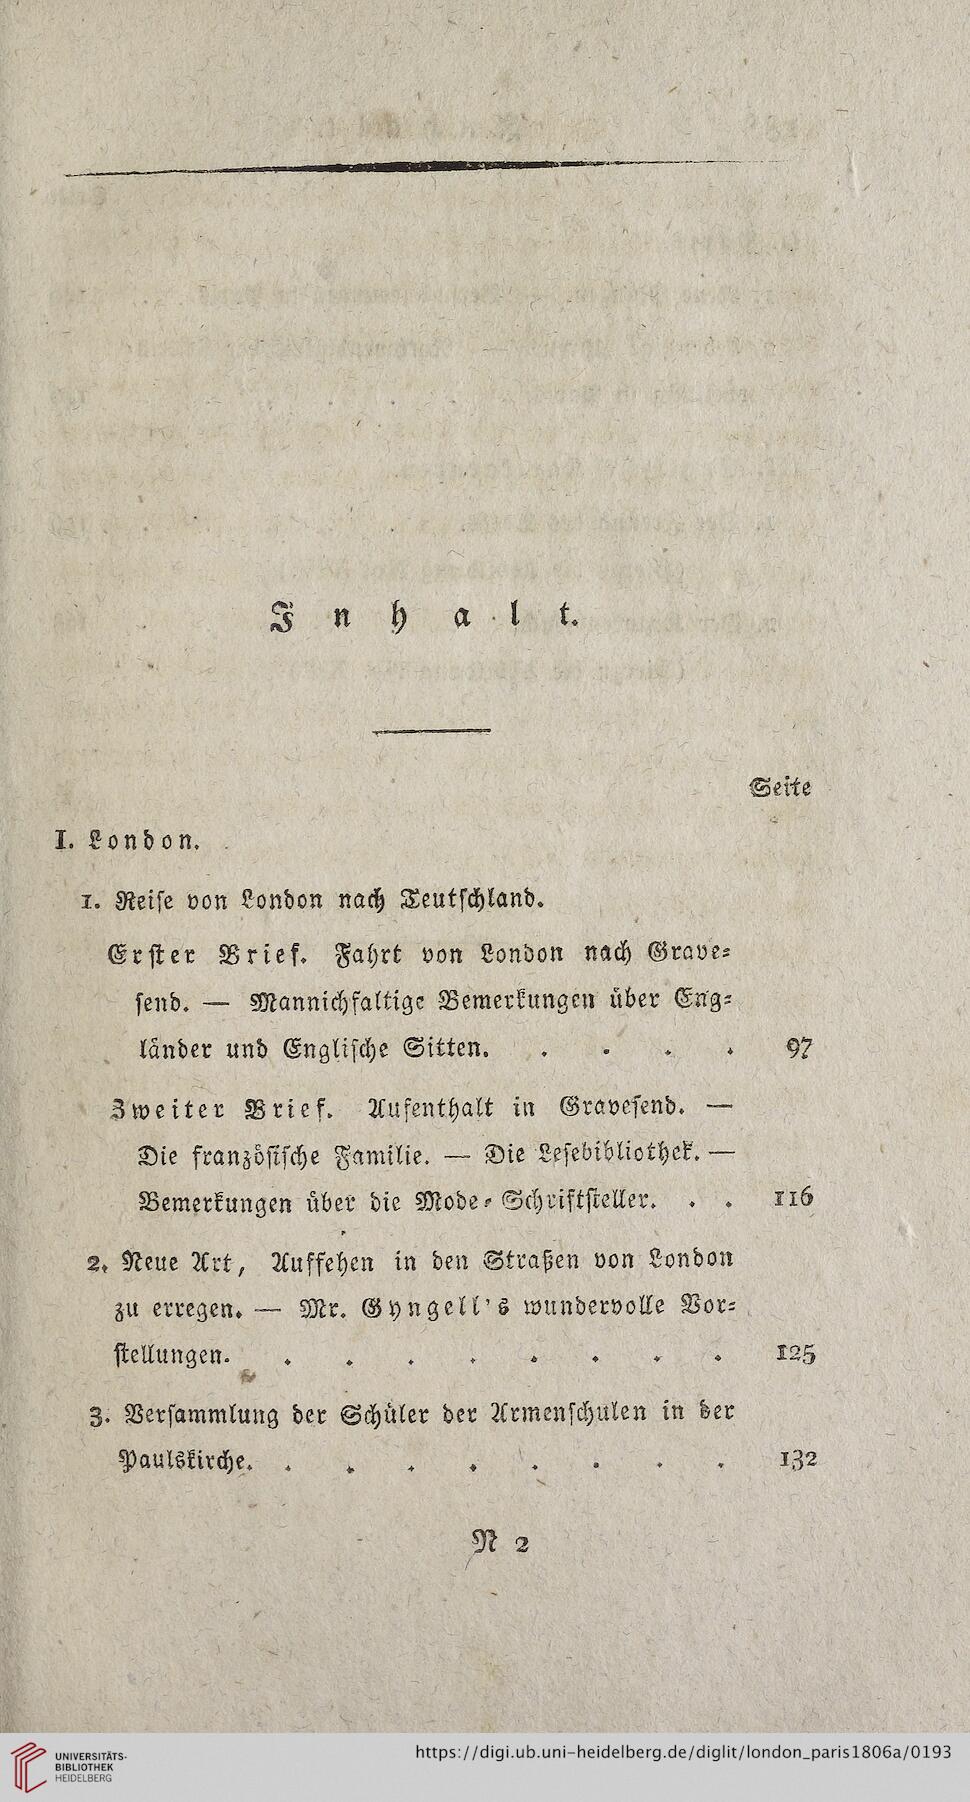 Inhalt.
Seite
I. London.
1. Reise von London nach Teutschland.
Erster Brief. Fahrt von London nach Grave-
send. — Mannichfaltige Bemerkungen über Eng-
länder und Englische Sitten. . . . . 97
Zweiter Brief. Aufenthalt in Gravesend. —
Die französische Familie. — Die Lesebibliothek. —
Bemerkungen über die Mode-Schriftsteller. . . 116
2. Neue Art, Auffehen in den Straßen von London
zu erregen. — Mr. Gyngell's wundervolle Vor-
stellungen. . . . . . . . . 125
3. Versammlung der Schüler der Armenschulen in der
Paulskirche. . . . . . . . . 132
N 2
UNIVERSITÄTS-
BIBLIOTHEK
HEIDELBERG
https://digi.ub.uni-heidelberg.de/diglit/london_paris1806a/0193